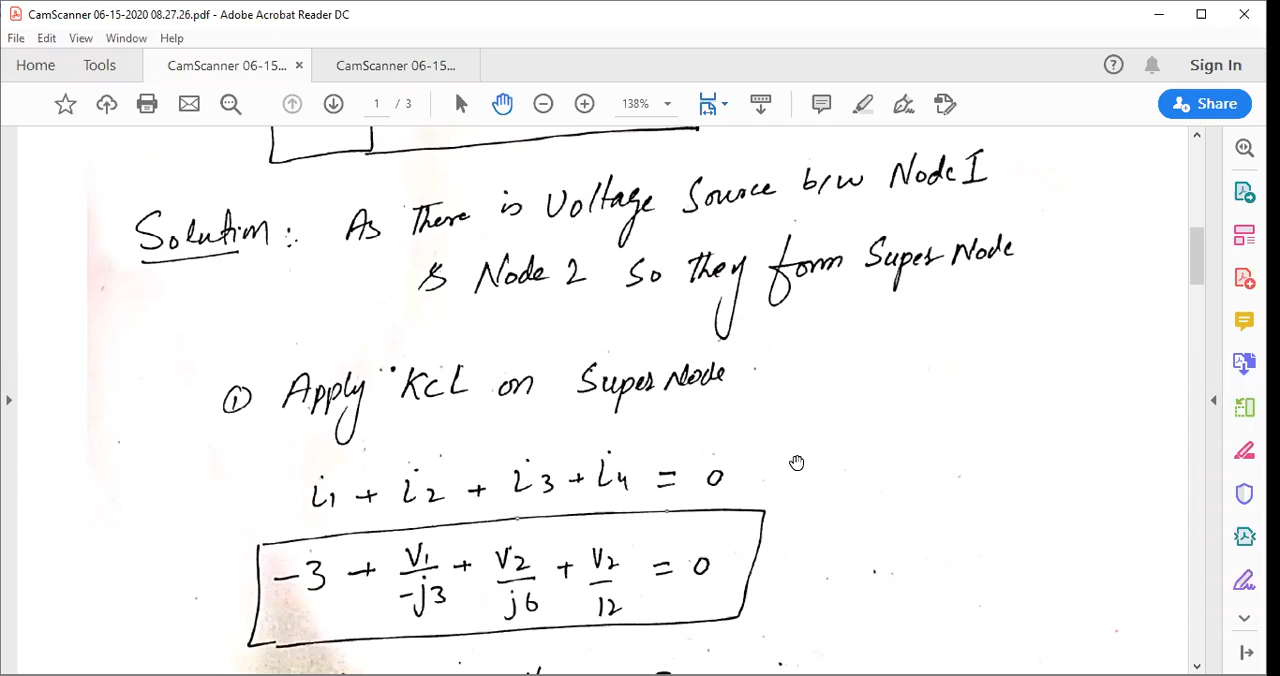 CamScanner 06-15-2020 08.27.26.pdf - Adobe Acrobat Reader DC
File Edit View Window Help
Home Tools CamScanner 06-15... × CamScanner 06-15... Sign In
1 / 3 138% Share
Solution: As There is Voltage Source b/w Node I
& Node 2 So they form Super Node
① Apply KCL on Super Node
i1 + i2 + i3 + i4 = 0
-3 + V1/-j3 + V2/j6 + V2/12 = 0